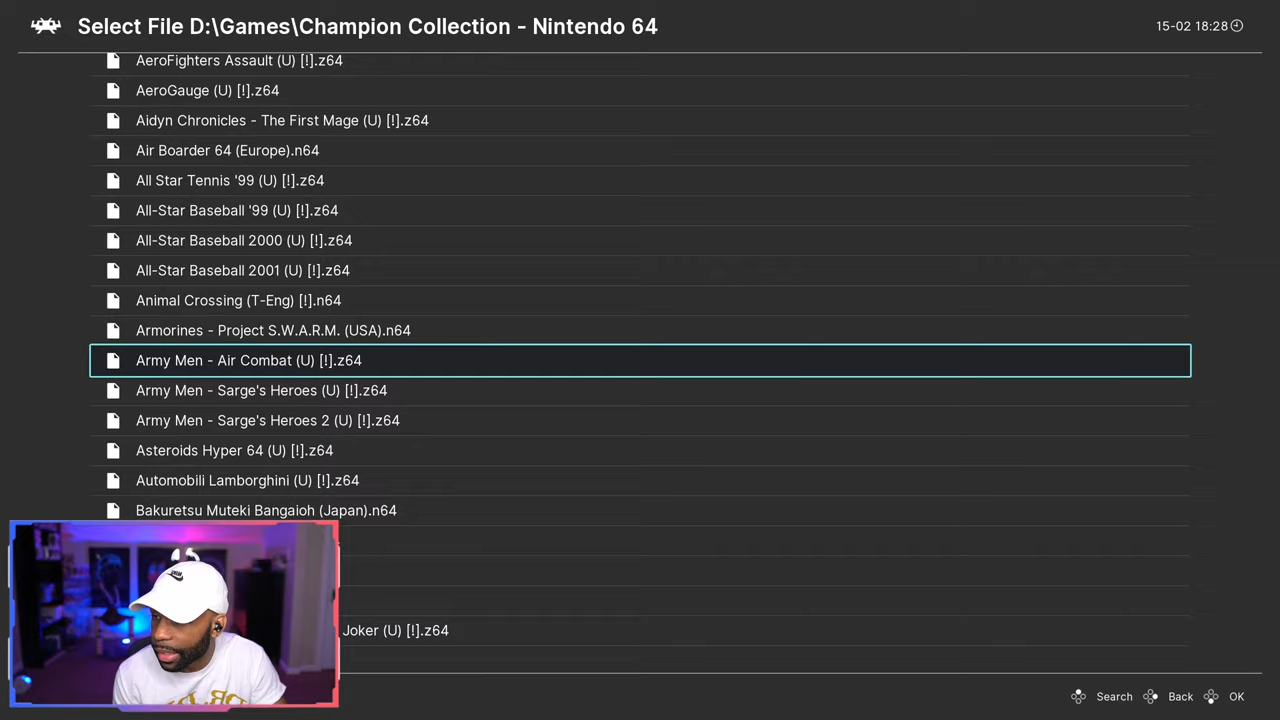 Select File D:\Games\Champion Collection - Nintendo 64
15-02 18:28
AeroFighters Assault (U) [!].z64
AeroGauge (U) [!].z64
Aidyn Chronicles - The First Mage (U) [!].z64
Air Boarder 64 (Europe).n64
All Star Tennis '99 (U) [!].z64
All-Star Baseball '99 (U) [!].z64
All-Star Baseball 2000 (U) [!].z64
All-Star Baseball 2001 (U) [!].z64
Animal Crossing (T-Eng) [!].n64
Armorines - Project S.W.A.R.M. (USA).n64
Army Men - Air Combat (U) [!].z64
Army Men - Sarge's Heroes (U) [!].z64
Army Men - Sarge's Heroes 2 (U) [!].z64
Asteroids Hyper 64 (U) [!].z64
Automobili Lamborghini (U) [!].z64
Bakuretsu Muteki Bangaioh (Japan).n64
Joker (U) [!].z64
Search Back OK